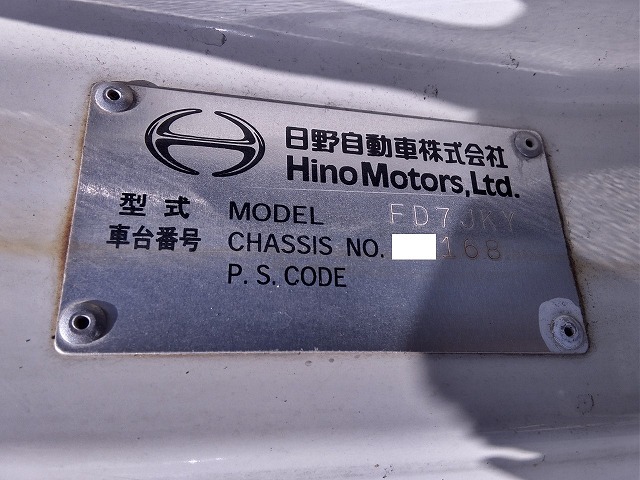 日野自動車株式会社
Hino Motors, Ltd.
型式 MODEL FD7JKY
車台番号 CHASSIS NO. 168
P.S.CODE